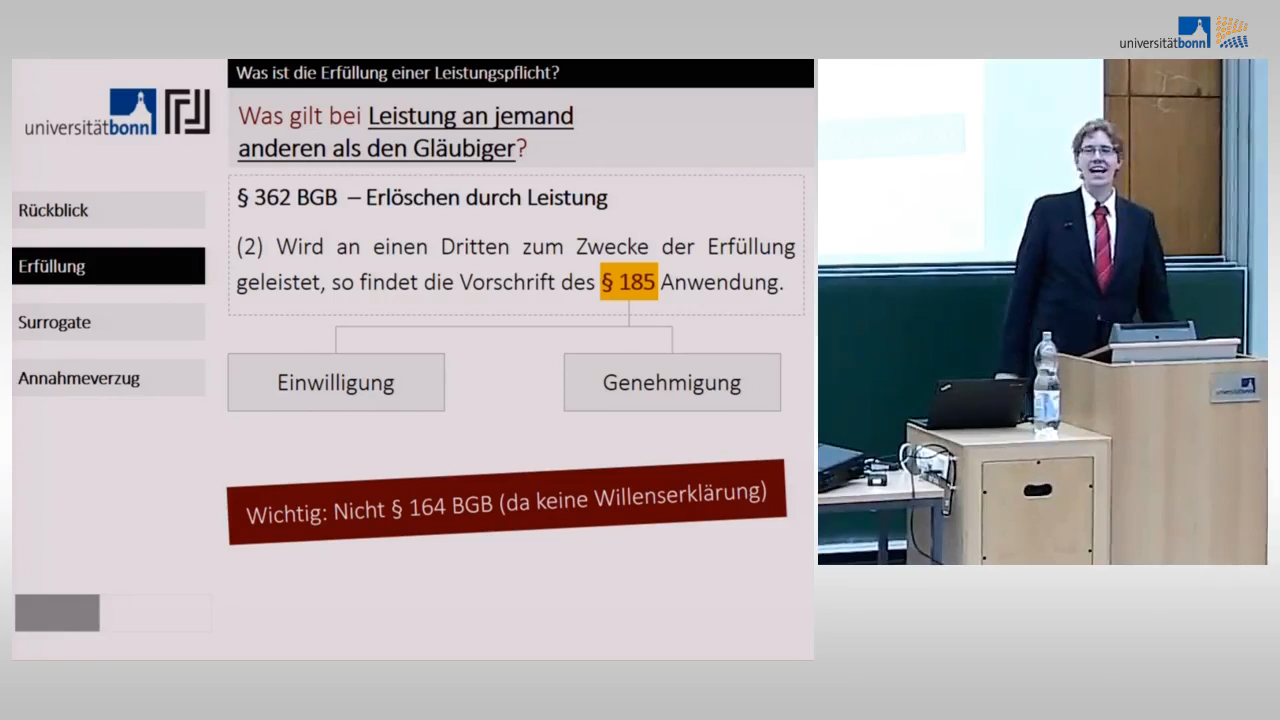 universitätbonn
Was ist die Erfüllung einer Leistungspflicht?
universitätbonn
Was gilt bei Leistung an jemand
anderen als den Gläubiger?
§ 362 BGB – Erlöschen durch Leistung
(2) Wird an einen Dritten zum Zwecke der Erfüllung
geleistet, so findet die Vorschrift des § 185 Anwendung.
Rückblick
Erfüllung
Surrogate
Annahmeverzug
Einwilligung
Genehmigung
Wichtig: Nicht § 164 BGB (da keine Willenserklärung)
universitätbonn